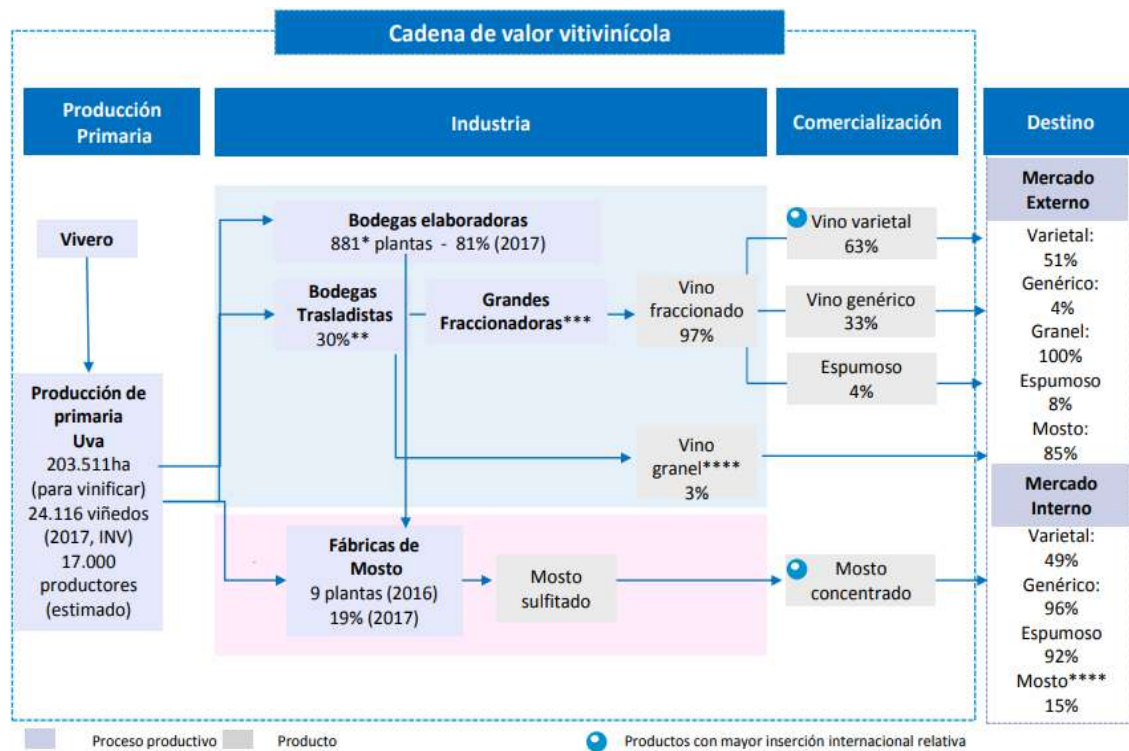 Cadena de valor vitivinícola
Producción
Primaria
Industria
Comercialización
Destino
Vivero
Producción de
primaria
Uva
203.511ha
(para vinificar)
24.116 viñedos
(2017, INV)
17.000
productores
(estimado)
Bodegas elaboradoras
881* plantas - 81% (2017)
Bodegas
Trasladistas
30%**
Grandes
Fraccionadoras***
Vino
fraccionado
97%
Vino
granel****
3%
Fábricas de
Mosto
9 plantas (2016)
19% (2017)
Mosto
sulfitado
Vino varietal
63%
Vino genérico
33%
Espumoso
4%
Mosto
concentrado
Mercado
Externo
Varietal:
51%
Genérico:
4%
Granel:
100%
Espumoso
8%
Mosto:
85%
Mercado
Interno
Varietal:
49%
Genérico:
96%
Espumoso
92%
Mosto****
15%
Proceso productivo
Producto
Productos con mayor inserción internacional relativa